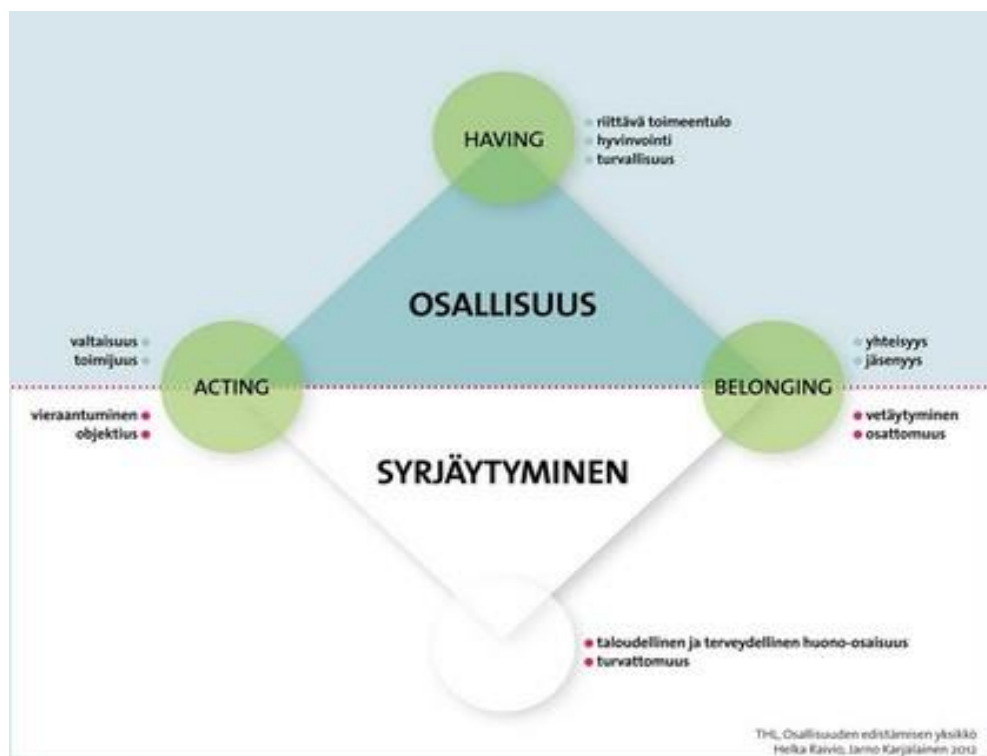 HAVING
riittävä toimeentulo
hyvinvointi
turvallisuus
OSALLISUUS
valtaisuus
toimijuus
ACTING
vieraantuminen
objektius
BELONGING
yhteisyys
jäsenyys
vetäytyminen
osattomuus
SYRJÄYTYMINEN
taloudellinen ja terveydellinen huono-osaisuus
turvattomuus
THL, Osallisuuden edistämisen yksikkö
Helka Raivio, Jarno Karjalainen 2012